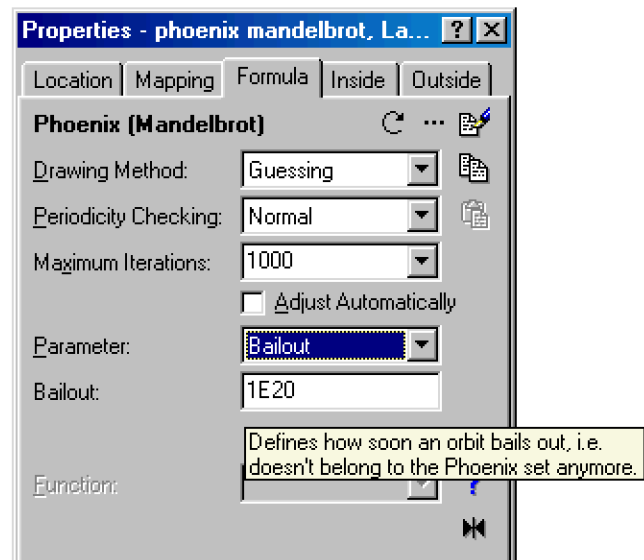 Properties - phoenix mandelbrot, La...
Location Mapping Formula Inside Outside
Phoenix (Mandelbrot)
Drawing Method: Guessing
Periodicity Checking: Normal
Maximum Iterations: 1000
Adjust Automatically
Parameter: Bailout
Bailout: 1E20
Defines how soon an orbit bails out, i.e.
doesn't belong to the Phoenix set anymore.
Function: